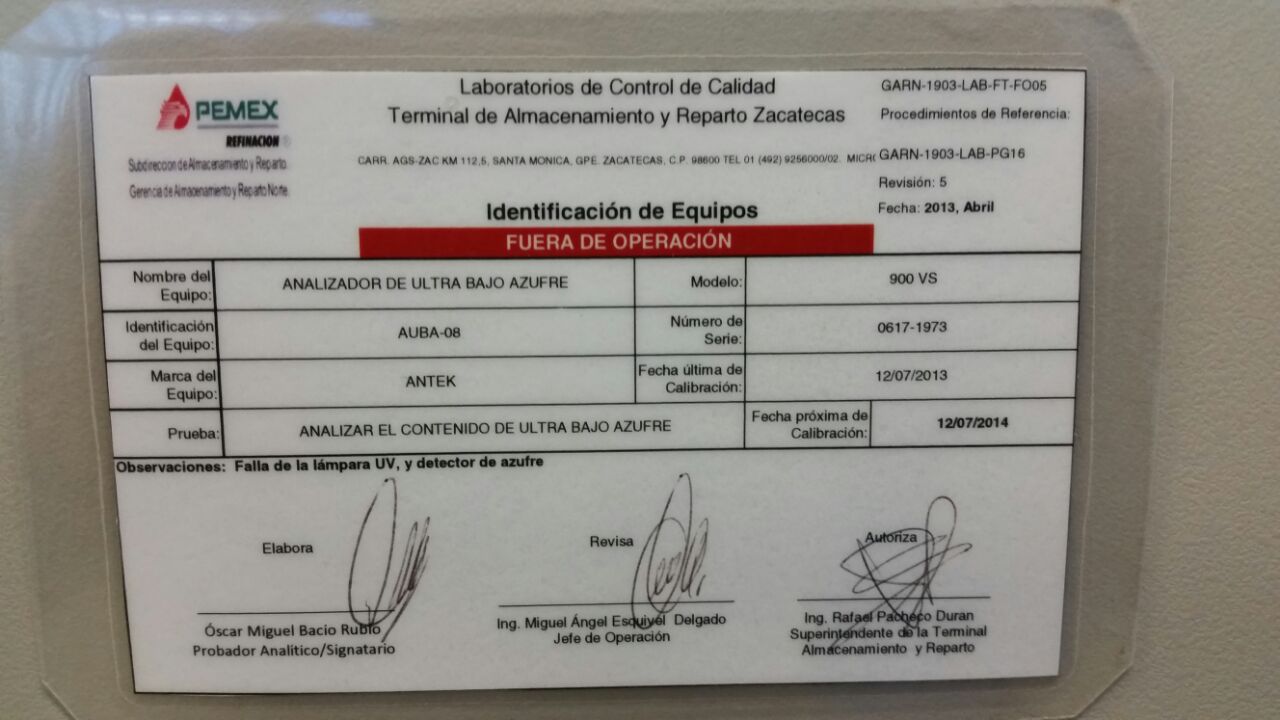 PEMEX
REFINACION
Subdireccion de Almacenamiento y Reparto
Gerencia de Almacenamiento y Reparto Norte
Laboratorios de Control de Calidad
Terminal de Almacenamiento y Reparto Zacatecas
CARR. AGS-ZAC KM 112,5, SANTA MONICA, GPE. ZACATECAS, C.P. 98600 TEL 01 (492) 9256000/02. MICR
GARN-1903-LAB-FT-FO05
Procedimientos de Referencia:
GARN-1903-LAB-PG16
Revisión: 5
Fecha: 2013, Abril
Identificación de Equipos
FUERA DE OPERACIÓN
Nombre del
Equipo:
ANALIZADOR DE ULTRA BAJO AZUFRE
Modelo:
900 VS
Identificación
del Equipo:
AUBA-08
Número de
Serie:
0617-1973
Marca del
Equipo:
ANTEK
Fecha última de
Calibración:
12/07/2013
Prueba:
ANALIZAR EL CONTENIDO DE ULTRA BAJO AZUFRE
Fecha próxima de
Calibración:
12/07/2014
Observaciones: Falla de la lámpara UV, y detector de azufre
Elabora
Óscar Miguel Bacio Rubio
Probador Analítico/Signatario
Revisa
Ing. Miguel Ángel Esquivel Delgado
Jefe de Operación
Autoriza
Ing. Rafael Pacheco Duran
Superintendente de la Terminal
Almacenamiento y Reparto